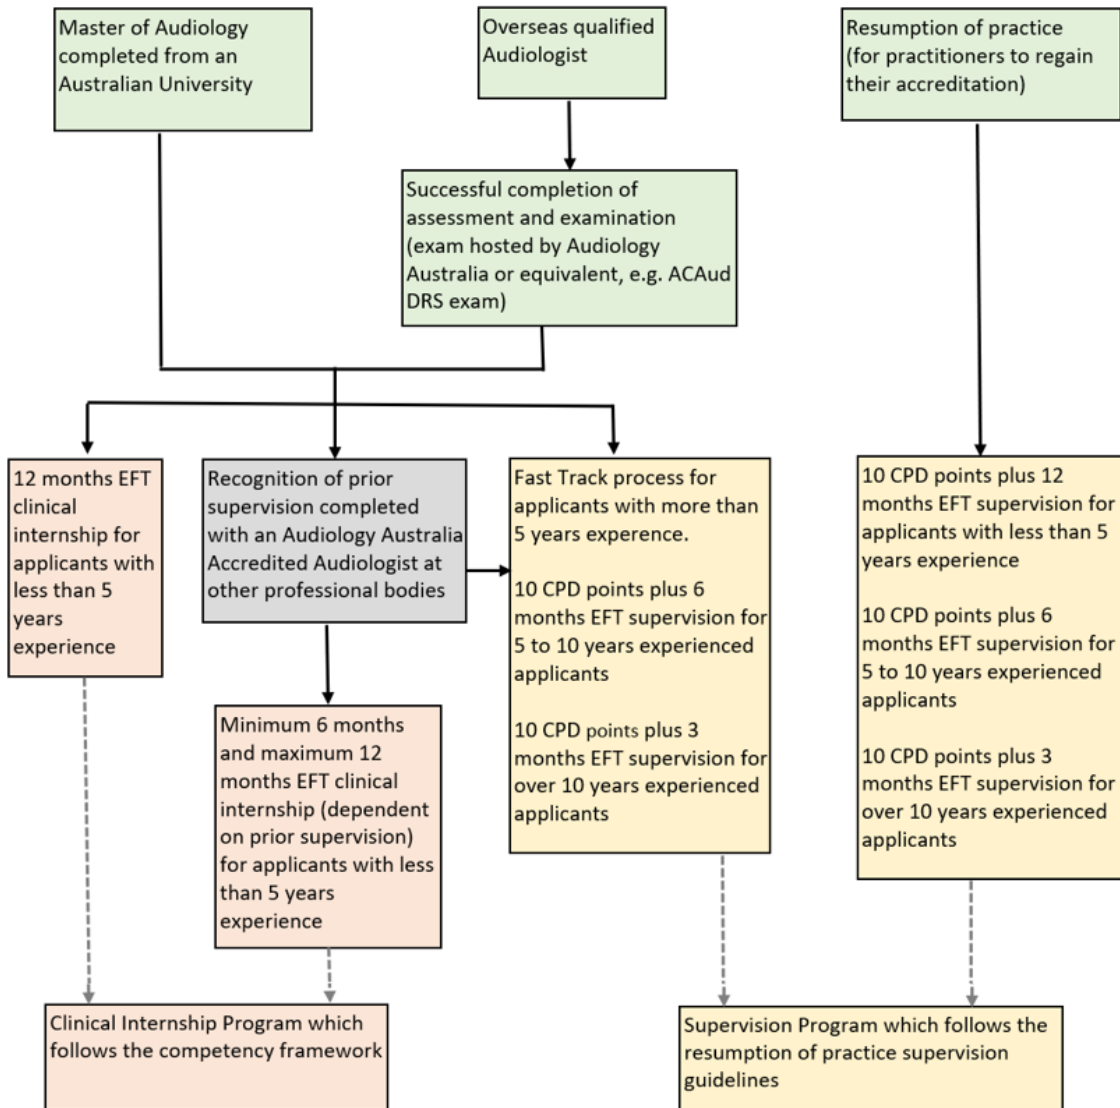 Master of Audiology
completed from an
Australian University
Overseas qualified
Audiologist
Resumption of practice
(for practitioners to regain
their accreditation)
Successful completion of
assessment and examination
(exam hosted by Audiology
Australia or equivalent, e.g. ACAud
DRS exam)
12 months EFT
clinical
internship for
applicants with
less than 5
years
experience
Recognition of prior
supervision completed
with an Audiology Australia
Accredited Audiologist at
other professional bodies
Fast Track process for
applicants with more than
5 years experence.
10 CPD points plus 6
months EFT supervision for
5 to 10 years experienced
applicants
10 CPD points plus 3
months EFT supervision for
over 10 years experienced
applicants
10 CPD points plus 12
months EFT supervision for
applicants with less than 5
years experience
10 CPD points plus 6
months EFT supervision for
5 to 10 years experienced
applicants
10 CPD points plus 3
months EFT supervision for
over 10 years experienced
applicants
Minimum 6 months
and maximum 12
months EFT clinical
internship (dependent
on prior supervision)
for applicants with less
than 5 years
experience
Clinical Internship Program which
follows the competency framework
Supervision Program which follows the
resumption of practice supervision
guidelines